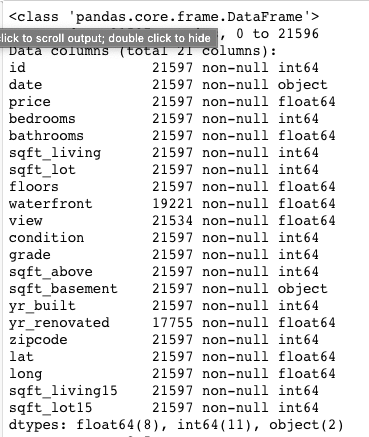 <class 'pandas.core.frame.DataFrame'>
click to scroll output; double click to hide , 0 to 21596
Data columns (total 21 columns):
id 21597 non-null int64
date 21597 non-null object
price 21597 non-null float64
bedrooms 21597 non-null int64
bathrooms 21597 non-null float64
sqft_living 21597 non-null int64
sqft_lot 21597 non-null int64
floors 21597 non-null float64
waterfront 19221 non-null float64
view 21534 non-null float64
condition 21597 non-null int64
grade 21597 non-null int64
sqft_above 21597 non-null int64
sqft_basement 21597 non-null object
yr_built 21597 non-null int64
yr_renovated 17755 non-null float64
zipcode 21597 non-null int64
lat 21597 non-null float64
long 21597 non-null float64
sqft_living15 21597 non-null int64
sqft_lot15 21597 non-null int64
dtypes: float64(8), int64(11), object(2)